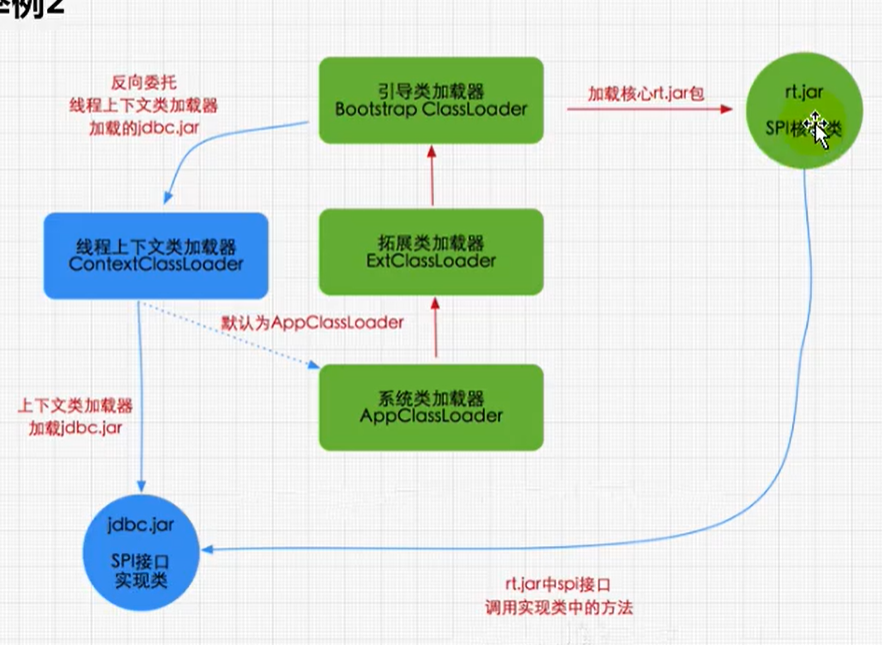 举例2
反向委托
线程上下文类加载器
加载的jdbc.jar
引导类加载器
Bootstrap ClassLoader
加载核心rt.jar包
rt.jar
SPI核心类
线程上下文类加载器
ContextClassLoader
拓展类加载器
ExtClassLoader
默认为AppClassLoader
系统类加载器
AppClassLoader
上下文类加载器
加载jdbc.jar
jdbc.jar
SPI接口
实现类
rt.jar中spi接口
调用实现类中的方法